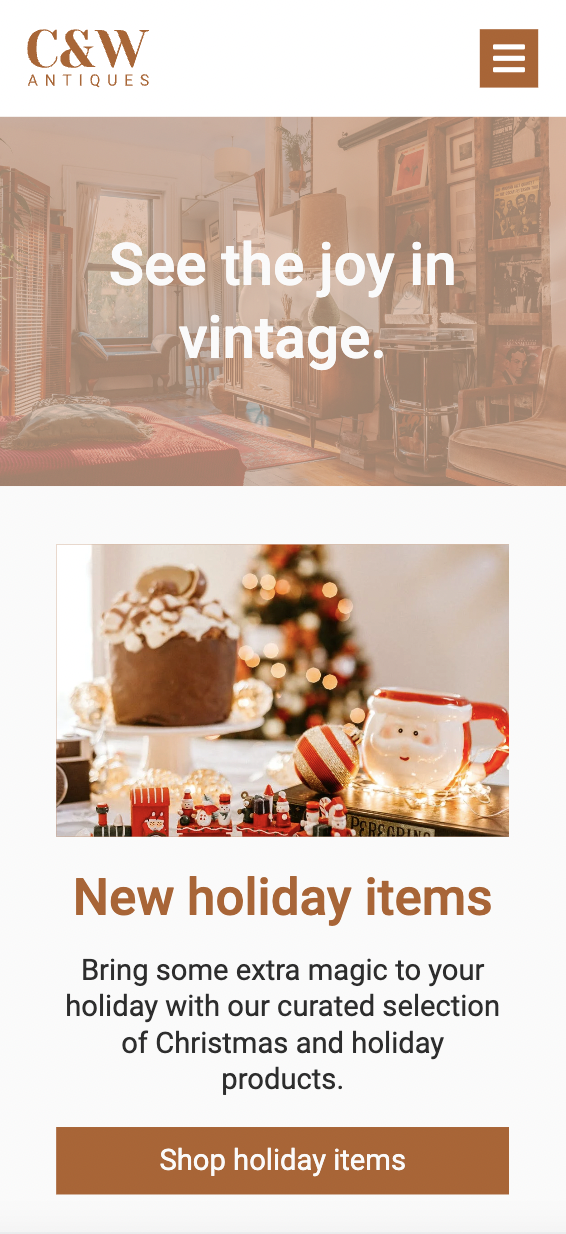 C&W
ANTIQUES
See the joy in
vintage.
PEREGRINO
New holiday items
Bring some extra magic to your
holiday with our curated selection
of Christmas and holiday
products.
Shop holiday items